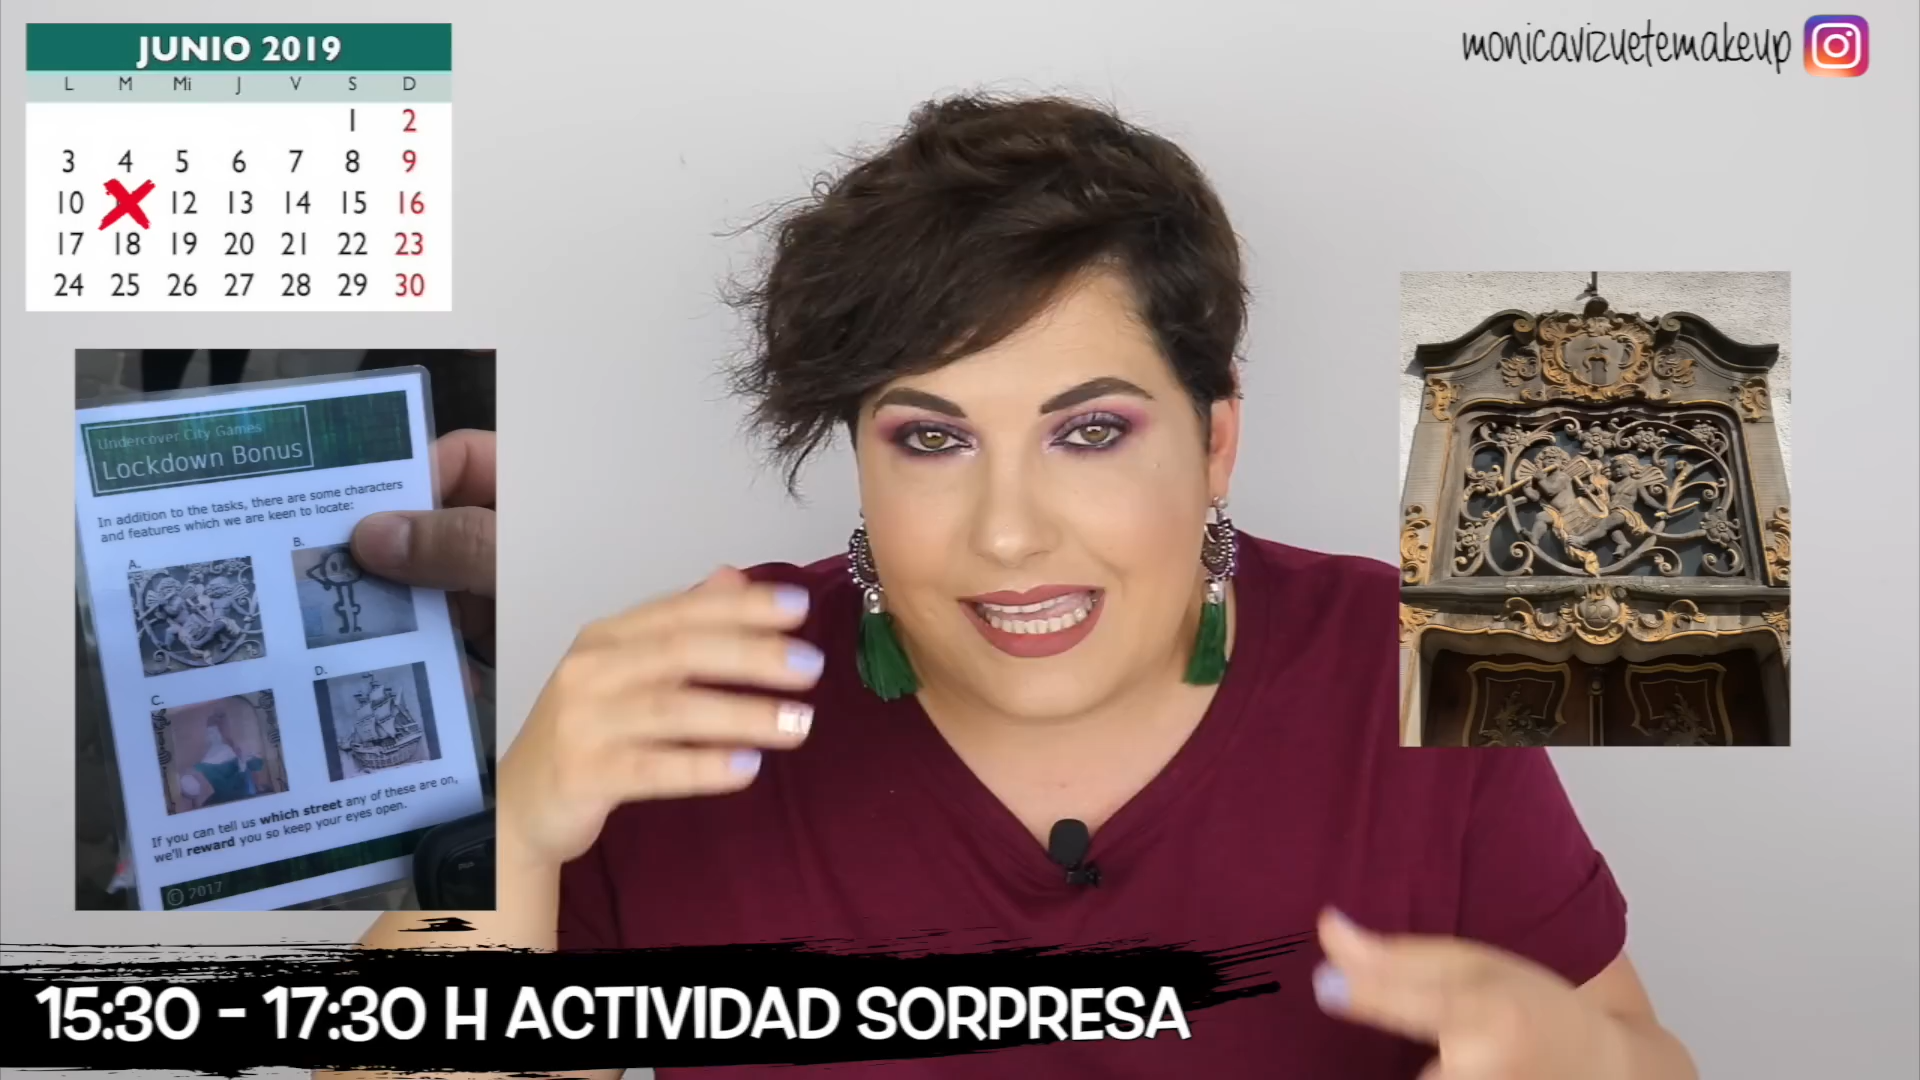 JUNIO 2019
L M Mi J V S D
1 2
3 4 5 6 7 8 9
10 12 13 14 15 16
17 18 19 20 21 22 23
24 25 26 27 28 29 30
monicavizuetemakeup
Undercover City Games
Lockdown Bonus
In addition to the tasks, there are some characters
and features which we are keen to locate:
A. B.
C. D.
If you can tell us which street any of these are on,
we'll reward you so keep your eyes open.
© 2017
15:30 - 17:30 H ACTIVIDAD SORPRESA